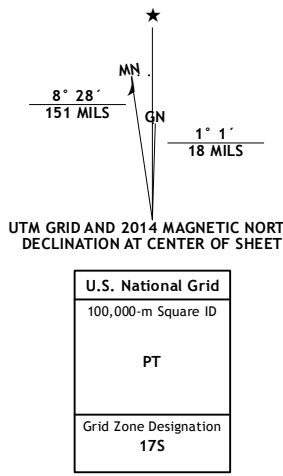 MN
GN
8° 28´
151 MILS
1° 1´
18 MILS
UTM GRID AND 2014 MAGNETIC NORT
DECLINATION AT CENTER OF SHEET
U.S. National Grid
100,000-m Square ID
PT
Grid Zone Designation
17S